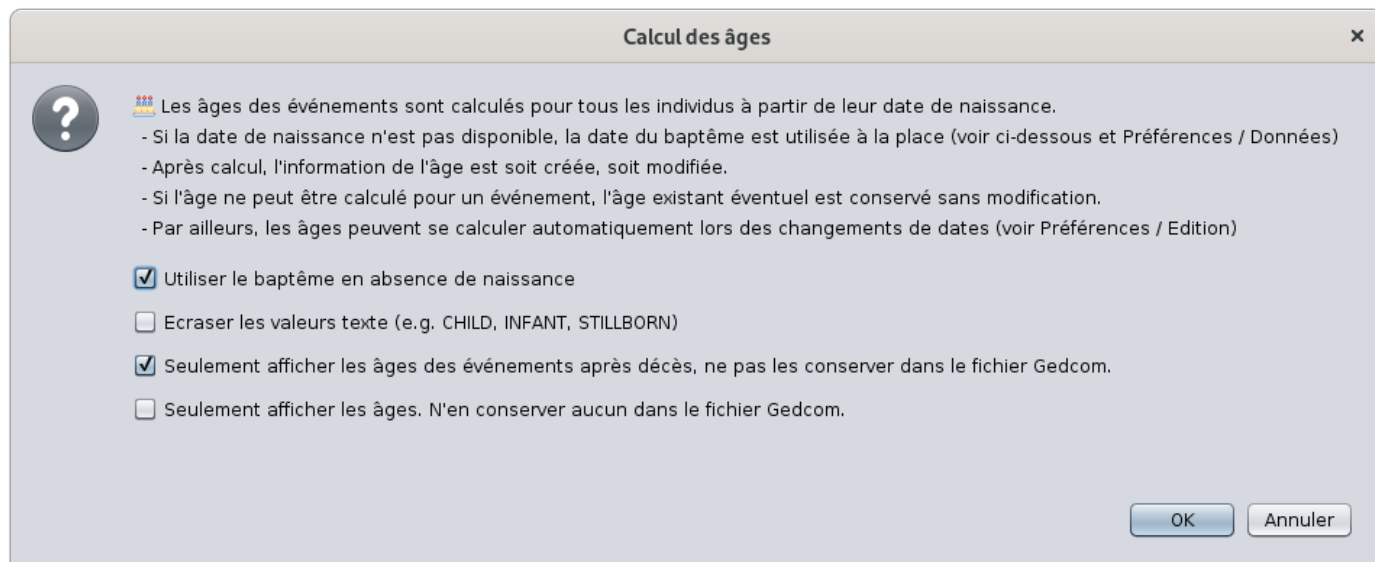 Calcul des âges
Les âges des événements sont calculés pour tous les individus à partir de leur date de naissance.
- Si la date de naissance n'est pas disponible, la date du baptême est utilisée à la place (voir ci-dessous et Préférences / Données)
- Après calcul, l'information de l'âge est soit créée, soit modifiée.
- Si l'âge ne peut être calculé pour un événement, l'âge existant éventuel est conservé sans modification.
- Par ailleurs, les âges peuvent se calculer automatiquement lors des changements de dates (voir Préférences / Edition)
Utiliser le baptême en absence de naissance
Ecraser les valeurs texte (e.g. CHILD, INFANT, STILLBORN)
Seulement afficher les âges des événements après décès, ne pas les conserver dans le fichier Gedcom.
Seulement afficher les âges. N'en conserver aucun dans le fichier Gedcom.
OK
Annuler